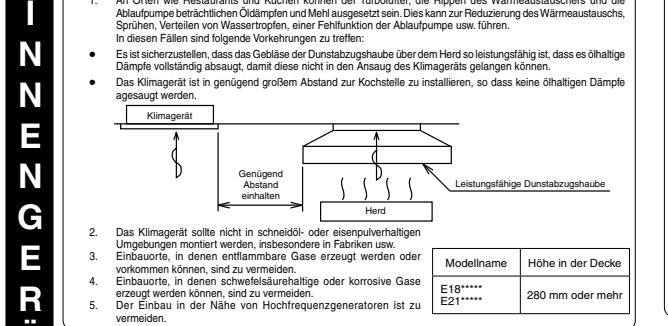 I
N
N
E
N
G
E
R
1. An Orten wie Restaurants und Küchen können der Turbolüfter, die Rippen des Wärmeaustauschers und die
Ablaufpumpe beträchtlichen Öldämpfen und Mehl ausgesetzt sein. Dies kann zur Reduzierung des Wärmeaustauschs,
Sprühen, Verteilen von Wassertropfen, einer Fehlfunktion der Ablaufpumpe usw. führen.
In diesen Fällen sind folgende Vorkehrungen zu treffen:
● Es ist sicherzustellen, dass das Gebläse der Dunstabzugshaube über dem Herd so leistungsfähig ist, dass es ölhaltige
Dämpfe vollständig absaugt, damit diese nicht in den Ansaug des Klimageräts gelangen können.
● Das Klimagerät ist in genügend großem Abstand zur Kochstelle zu installieren, so dass keine ölhaltigen Dämpfe
agesaugt werden.
Klimagerät
Genügend
Abstand
einhalten
Leistungsfähige Dunstabzugshaube
Herd
2. Das Klimagerät sollte nicht in schneidöl- oder eisenpulverhaltigen
Umgebungen montiert werden, insbesondere in Fabriken usw.
3. Einbauorte, in denen entflammbare Gase erzeugt werden oder
vorkommen können, sind zu vermeiden.
4. Einbauorte, in denen schwefelsäurehaltige oder korrosive Gase
erzeugt werden können, sind zu vermeiden.
5. Der Einbau in der Nähe von Hochfrequenzgeneratoren ist zu
vermeiden.
Modellname Höhe in der Decke
E18*****
E21*****
280 mm oder mehr